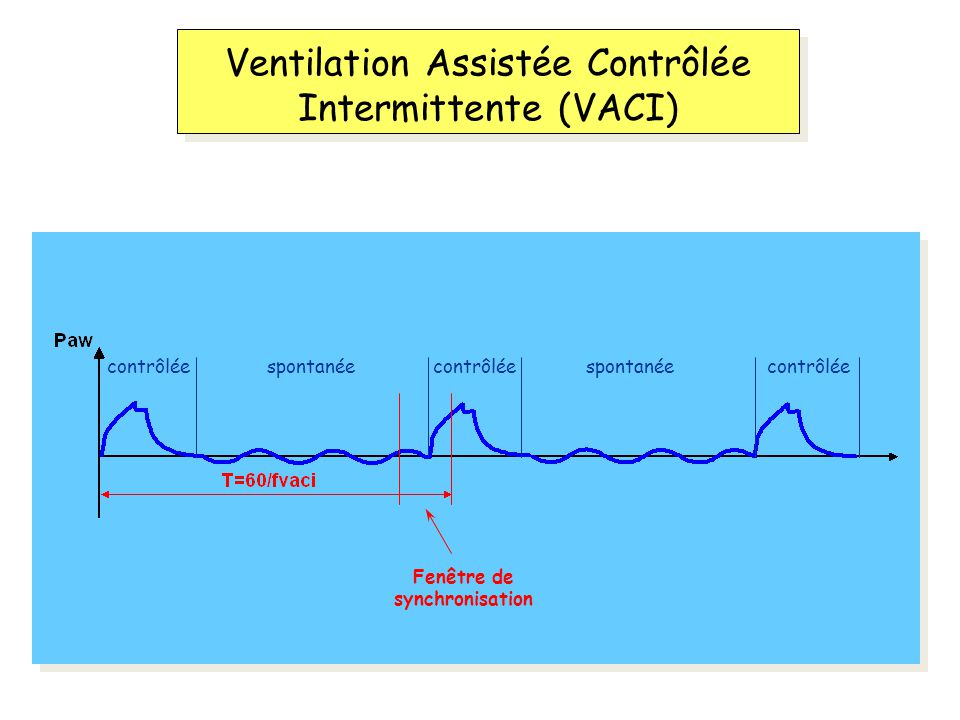 Ventilation Assistée Contrôlée
Intermittente (VACI)
Paw
contrôlée spontanée contrôlée spontanée contrôlée
T=60/fvaci
Fenêtre de
synchronisation